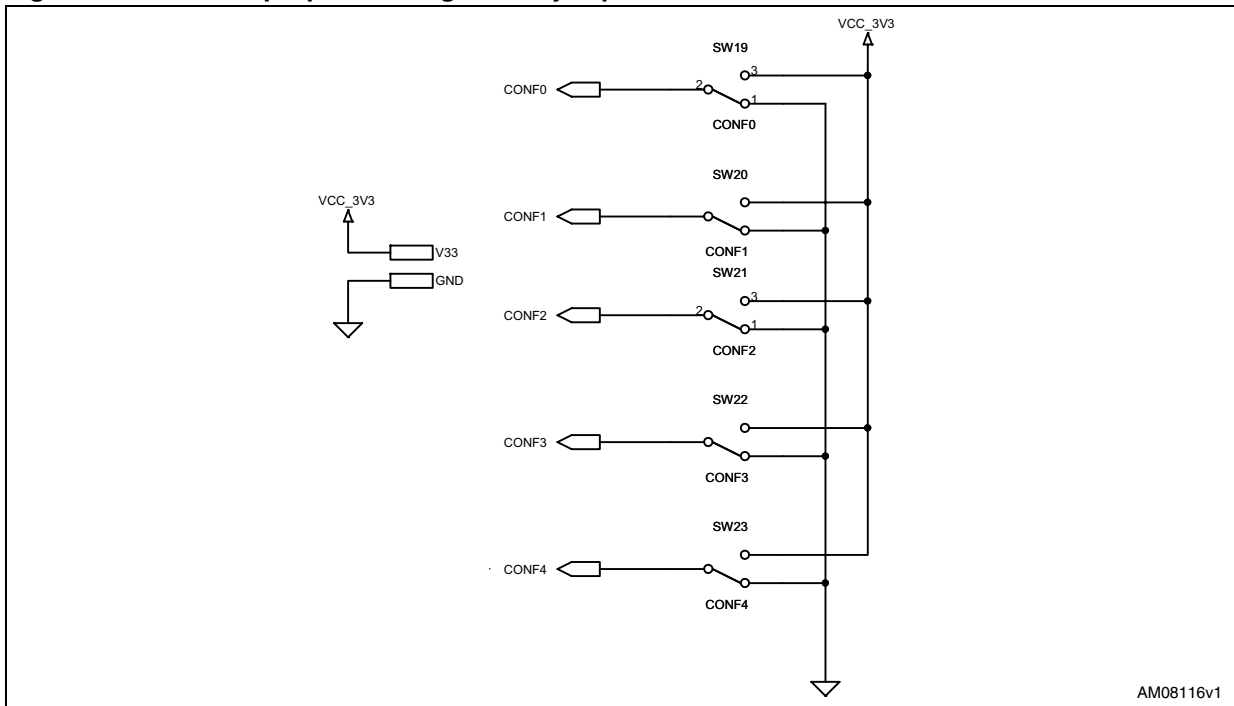 VCC_3V3
SW19
3
CONF0
2
1
CONF0
SW20
VCC_3V3
CONF1
V33
CONF1
GND
SW21
3
CONF2
2
1
CONF2
SW22
CONF3
CONF3
SW23
CONF4
CONF4
AM08116v1